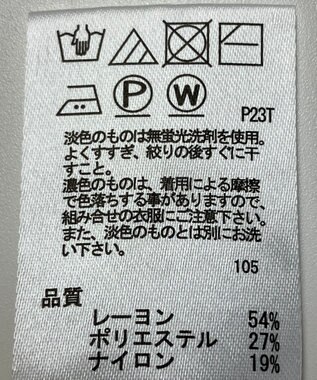 P W P23T
淡色のものは無蛍光洗剤を使用。
よくすすぎ、絞りの後すぐに干
すこと。
濃色のものは、着用による摩擦
で色落ちする事がありますので、
組み合せの衣服にご注意下さい。
また、淡色のものとは別にお洗
い下さい。
105
品質
レーヨン 54%
ポリエステル 27%
ナイロン 19%